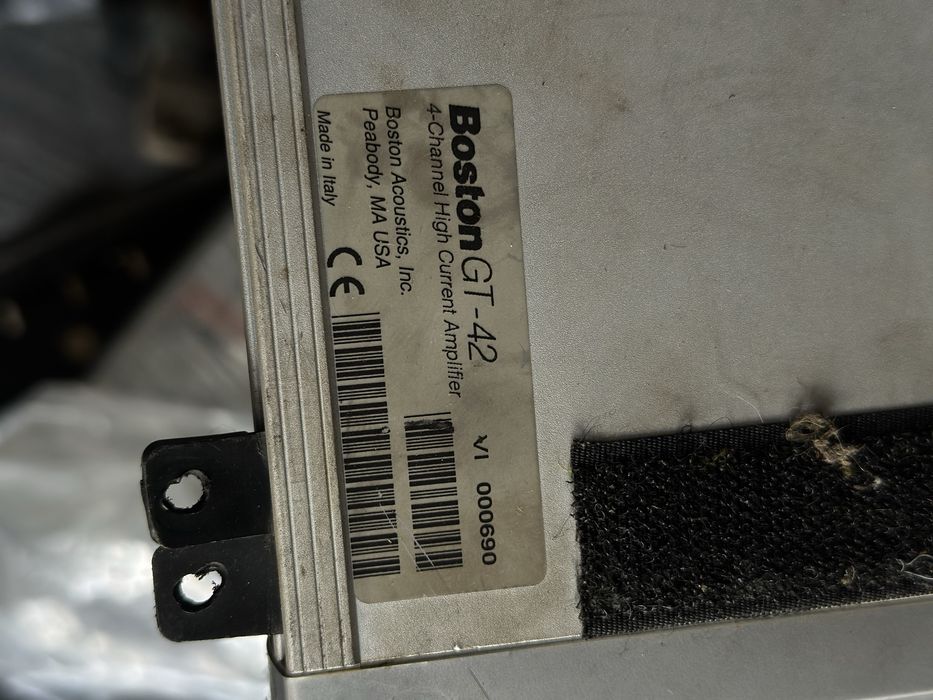 Boston GT-42
4-Channel High Current Amplifier
VI 000690
Boston Acoustics, Inc.
Peabody, MA USA
Made in Italy
CE